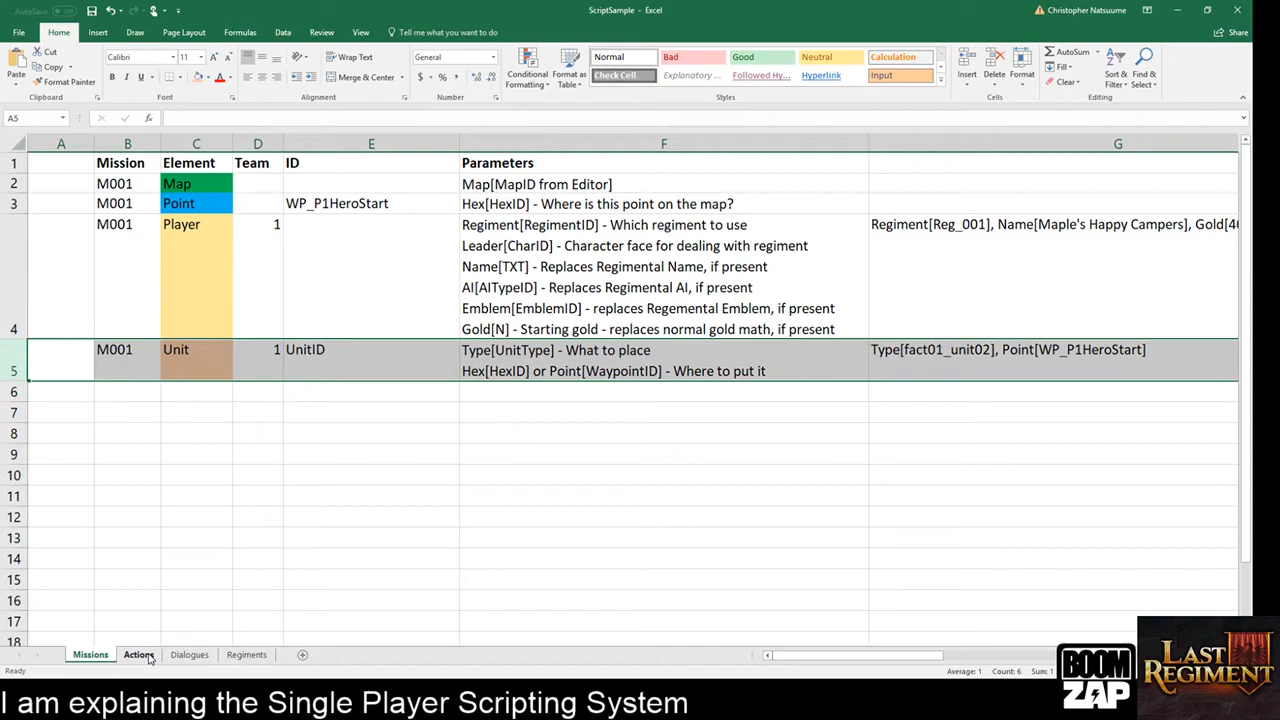 AutoSave Off
ScriptSample - Excel
Christopher Natsuume
File Home Insert Draw Page Layout Formulas Data Review View Tell me what you want to do Share
Paste
Cut
Copy
Format Painter
Clipboard
Calibri 11
B I U
Font
Wrap Text
Merge & Center
Alignment
General
$ % ,
Number
Conditional Formatting
Format as Table
Normal Bad Good Neutral Calculation
Check Cell Explanatory ... Followed Hy... Hyperlink Input
Styles
Insert Delete Format
Cells
AutoSum
Fill
Clear
Sort & Filter
Find & Select
Editing
A5 fx
A B C D E F G
1 Mission Element Team ID Parameters
2 M001 Map Map[MapID from Editor]
3 M001 Point WP_P1HeroStart Hex[HexID] - Where is this point on the map?
4 M001 Player 1 Regiment[RegimentID] - Which regiment to use Regiment[Reg_001], Name[Maple's Happy Campers], Gold[40
Leader[CharID] - Character face for dealing with regiment
Name[TXT] - Replaces Regimental Name, if present
AI[AITypeID] - Replaces Regimental AI, if present
Emblem[EmblemID] - replaces Regemental Emblem, if present
Gold[N] - Starting gold - replaces normal gold math, if present
5 M001 Unit 1 UnitID Type[UnitType] - What to place Type[fact01_unit02], Point[WP_P1HeroStart]
Hex[HexID] or Point[WaypointID] - Where to put it
6
7
8
9
10
11
12
13
14
15
16
17
18
Missions Actions Dialogues Regiments
Ready
Average: 1 Count: 6 Sum: 1
I am explaining the Single Player Scripting System
BOOM
ZAP
LAST
REGIMENT